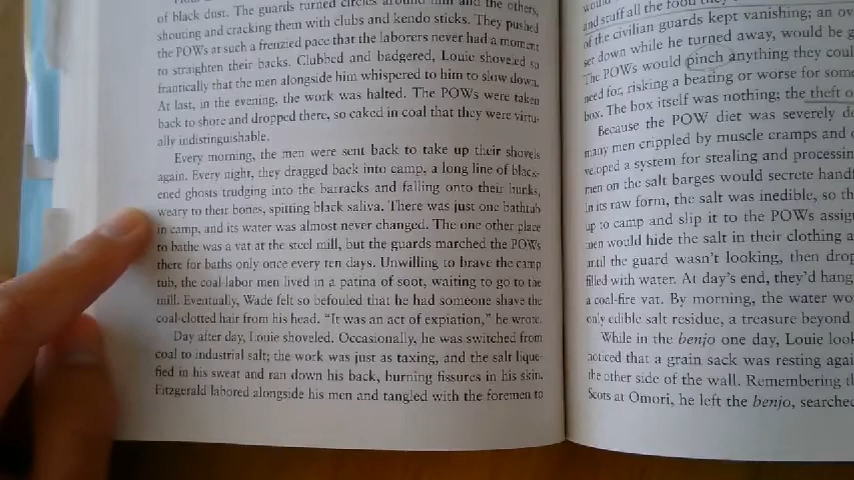 of black dust. The guards turned circles around him and the others,
shouting and cracking them with clubs and kendo sticks. They pushed
the POWs at such a frenzied pace that the laborers never had a moment
to straighten their backs. Clubbed and badgered, Louie shoveled so
frantically that the men alongside him whispered to him to slow down.
At last, in the evening, the work was halted. The POWs were taken
back to shore and dropped there, so caked in coal that they were virtu-
ally indistinguishable.
Every morning, the men were sent back to take up their shovels
again. Every night, they dragged back into camp, a long line of black-
ened ghosts trudging into the barracks and falling onto their bunks,
weary to their bones, spitting black saliva. There was just one bathtub
in camp, and its water was almost never changed. The one other place
to bathe was a vat at the steel mill, but the guards marched the POWs
there for baths only once every ten days. Unwilling to brave the camp
tub, the coal-labor men lived in a patina of soot, waiting to go to the
mill. Eventually, Wade felt so befouled that he had someone shave the
coal-clotted hair from his head. “It was an act of expiation,” he wrote.
Day after day, Louie shoveled. Occasionally, he was switched from
coal to industrial salt; the work was just as taxing, and the salt lique-
fied in his sweat and ran down his back, burning fissures in his skin.
Fitzgerald labored alongside his men and tangled with the foremen to
and stuff all the food they
of the civilian guards kept vanishing; an ov
set down while he turned away, would be g
The POWs would pinch anything they coul
need for, risking a beating or worse for som
box. The box itself was nothing; the theft o
Because the POW diet was severely de
many men crippled by muscle cramps and
veloped a system for stealing and processin
men on the salt barges would secrete handf
In its raw form, the salt was inedible, so th
up to camp and slip it to the POWs assig
men would hide the salt in their clothing a
until the guard wasn’t looking, then drop
filled with water. At day’s end, they’d hang
a coal-fire vat. By morning, the water wo
only edible salt residue, a treasure beyond
While in the benjo one day, Louie look
noticed that a grain sack was resting agai
the other side of the wall. Remembering th
Scots at Omori, he left the benjo, searched